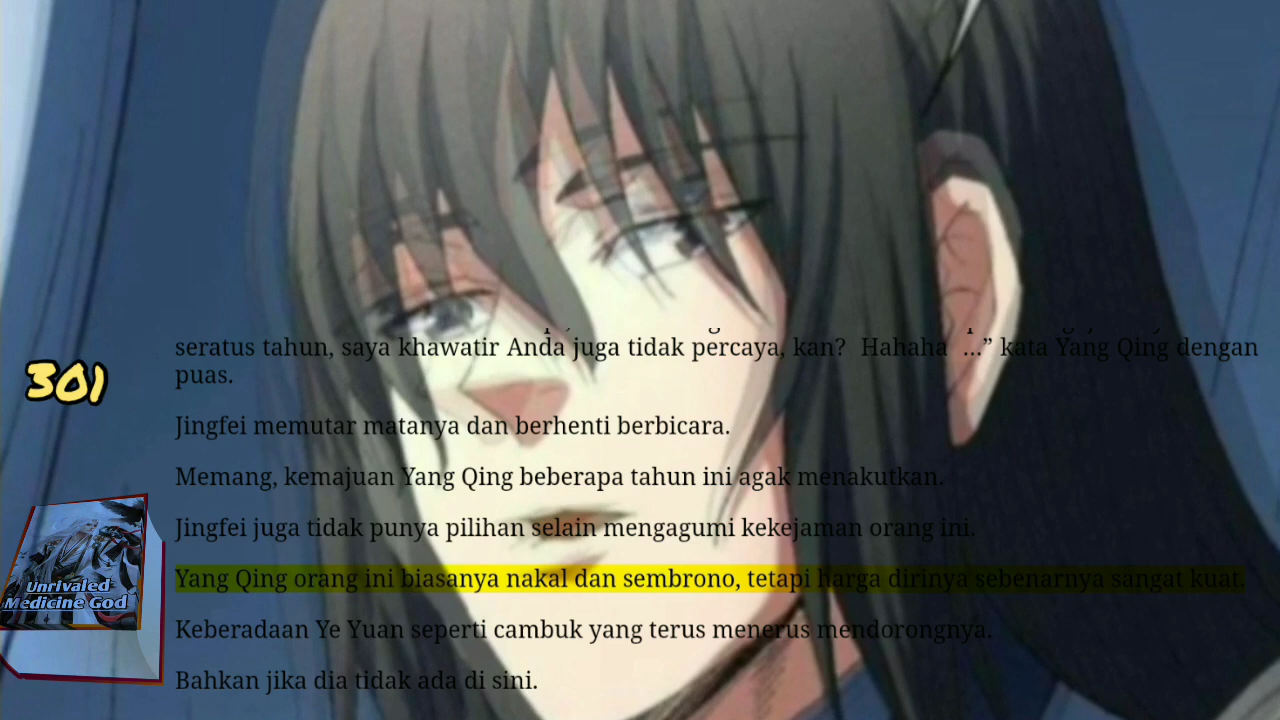 seratus tahun, saya khawatir Anda juga tidak percaya, kan?  Hahaha  ...” kata Yang Qing dengan
puas.
301
Jingfei memutar matanya dan berhenti berbicara.
Memang, kemajuan Yang Qing beberapa tahun ini agak menakutkan.
Jingfei juga tidak punya pilihan selain mengagumi kekejaman orang ini.
Yang Qing orang ini biasanya nakal dan sembrono, tetapi harga dirinya sebenarnya sangat kuat.
Unrivaled
Medicine God
Keberadaan Ye Yuan seperti cambuk yang terus menerus mendorongnya.
Bahkan jika dia tidak ada di sini.